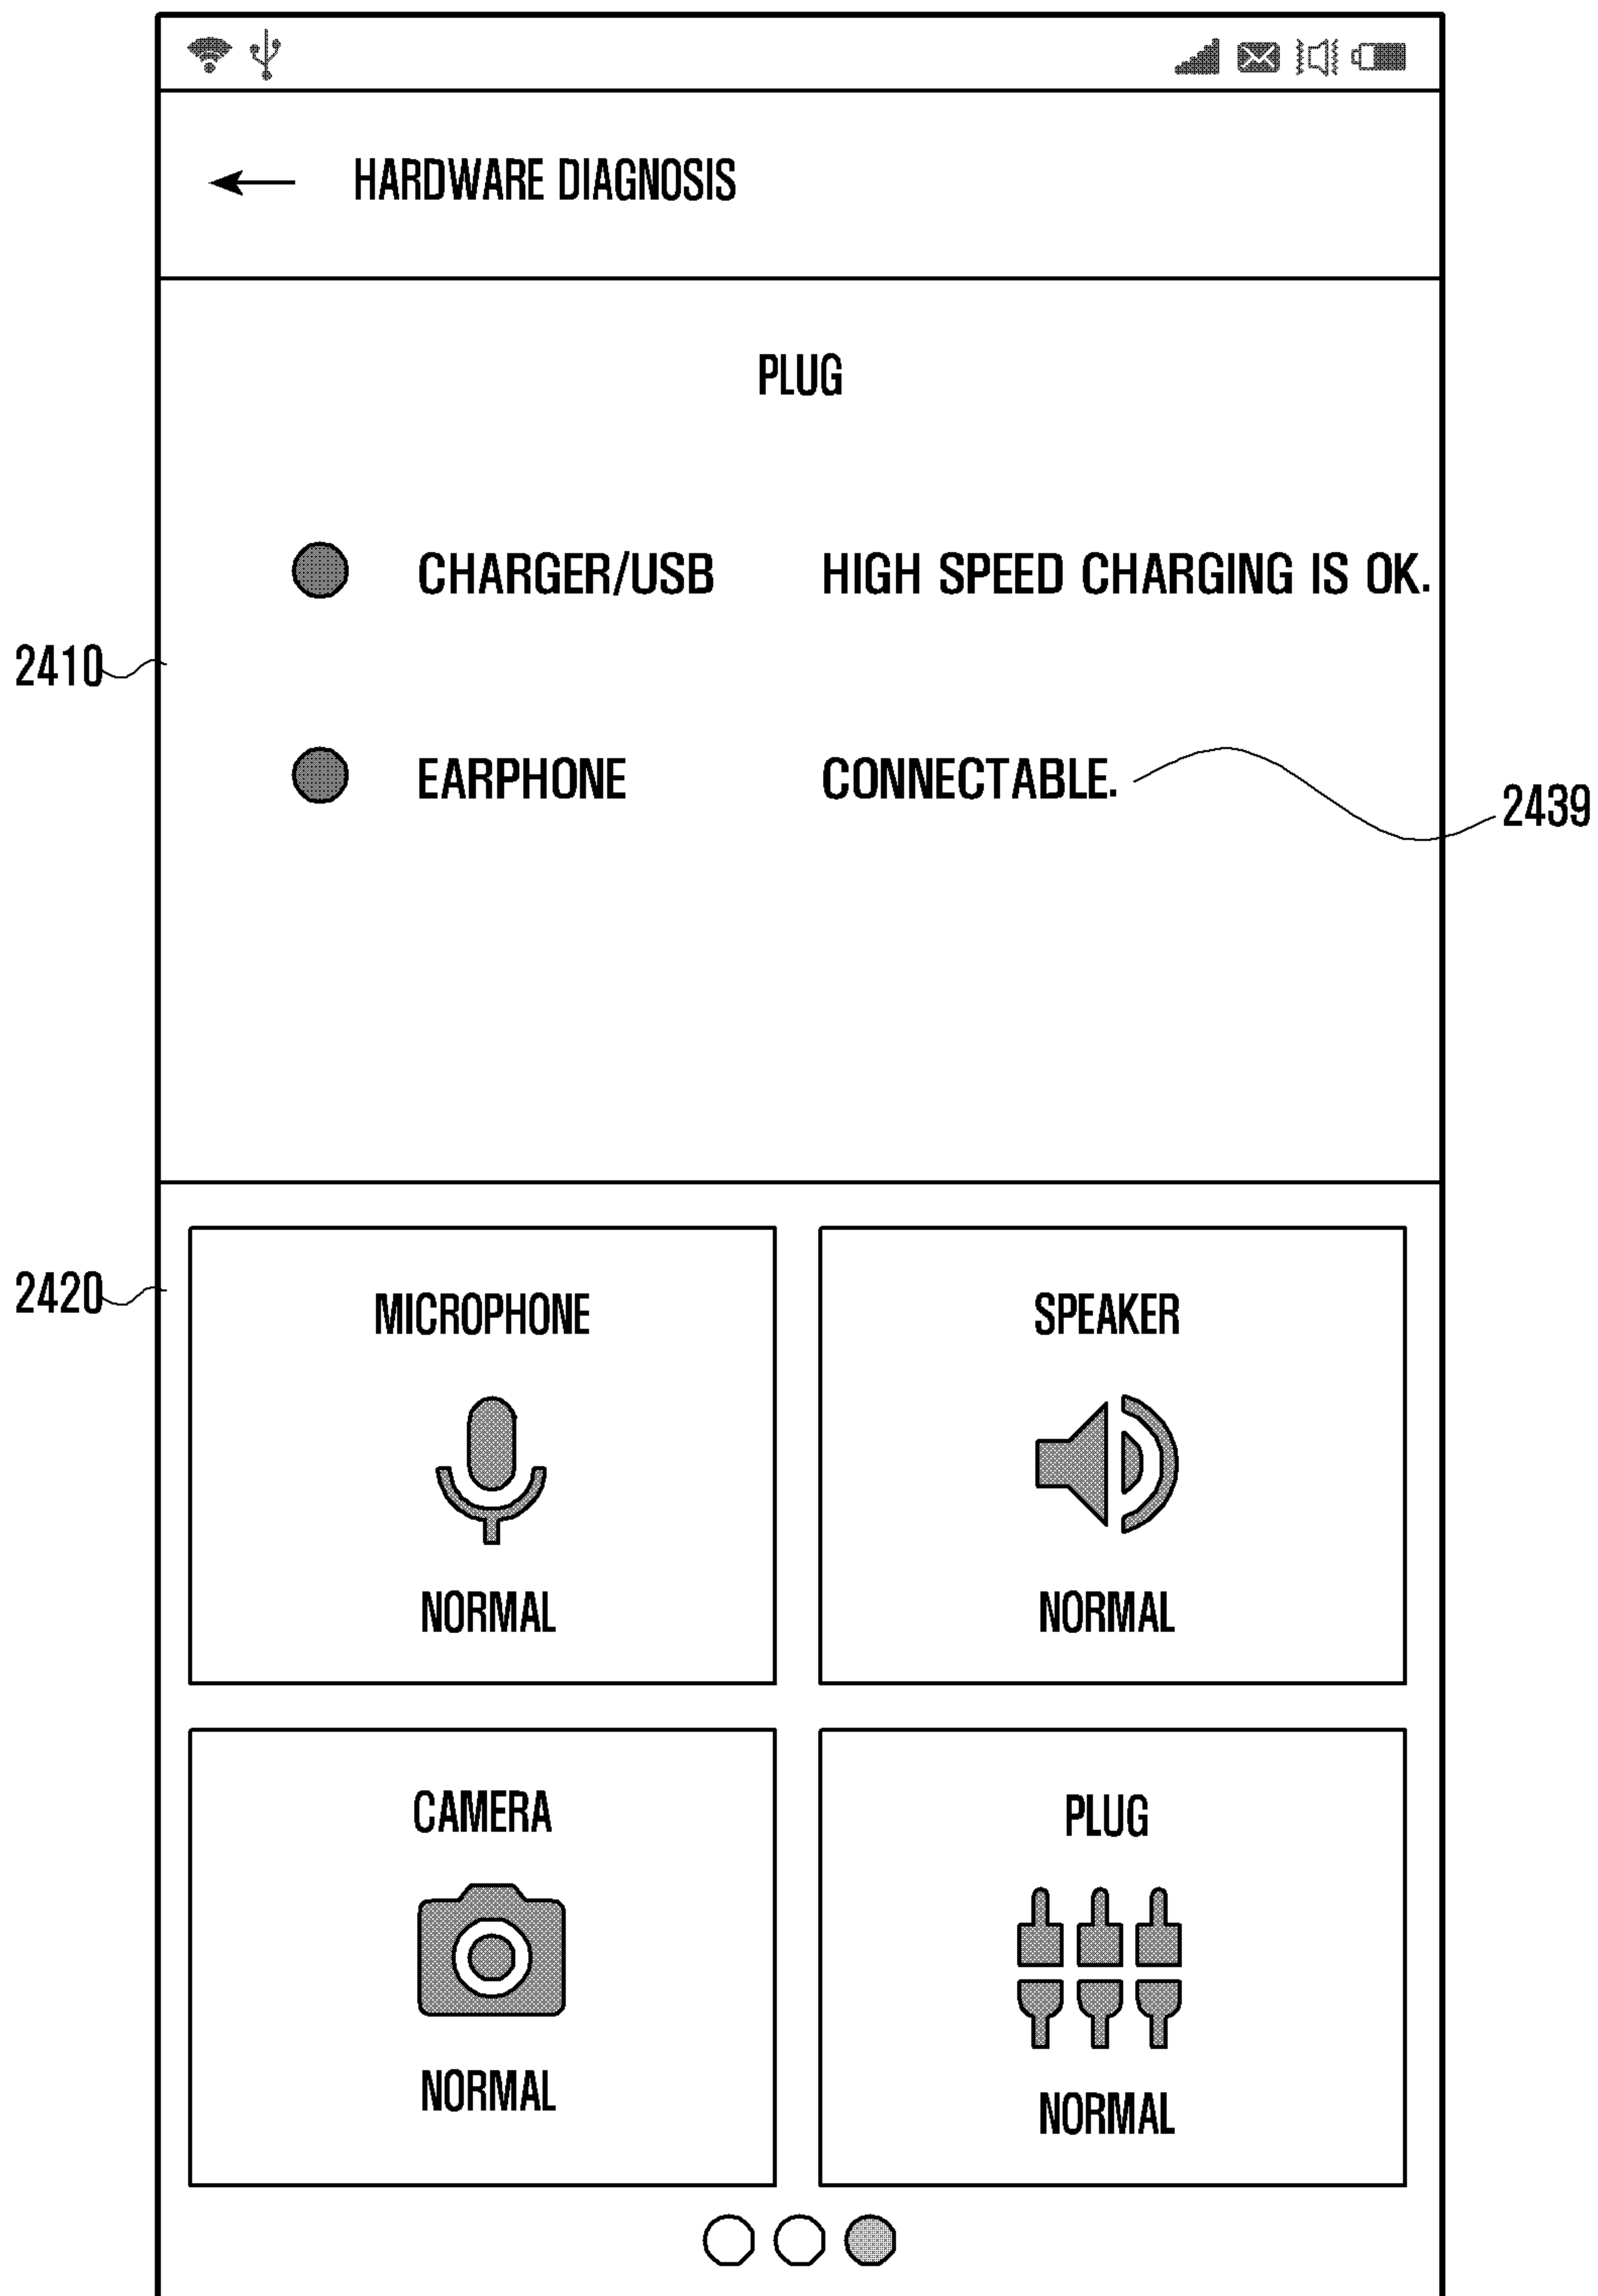 HARDWARE DIAGNOSIS
PLUG
CHARGER/USB HIGH SPEED CHARGING IS OK.
2410
EARPHONE CONNECTABLE.
2439
2420
MICROPHONE SPEAKER
NORMAL NORMAL
CAMERA PLUG
NORMAL NORMAL